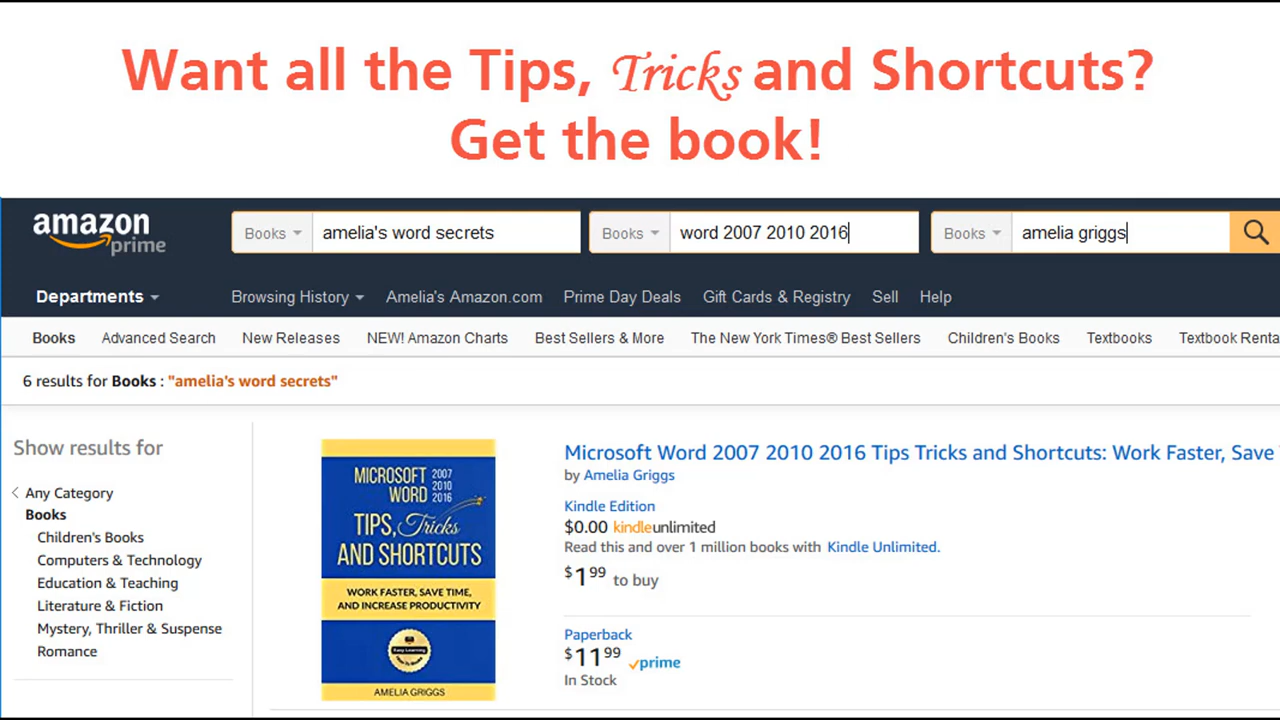 Want all the Tips, Tricks and Shortcuts?
Get the book!
amazon prime
Books amelia's word secrets Books word 2007 2010 2016 Books amelia griggs
Departments Browsing History Amelia's Amazon.com Prime Day Deals Gift Cards & Registry Sell Help
Books Advanced Search New Releases NEW! Amazon Charts Best Sellers & More The New York Times® Best Sellers Children's Books Textbooks Textbook Renta
6 results for Books : "amelia's word secrets"
Show results for
Any Category
Books
Children's Books
Computers & Technology
Education & Teaching
Literature & Fiction
Mystery, Thriller & Suspense
Romance
MICROSOFT 2007
WORD 2010
2016
TIPS, Tricks
AND SHORTCUTS
WORK FASTER, SAVE TIME,
AND INCREASE PRODUCTIVITY
Easy Learning
AMELIA GRIGGS
Microsoft Word 2007 2010 2016 Tips Tricks and Shortcuts: Work Faster, Save
by Amelia Griggs
Kindle Edition
$0.00 kindleunlimited
Read this and over 1 million books with Kindle Unlimited.
$1 99 to buy
Paperback
$11 99 prime
In Stock